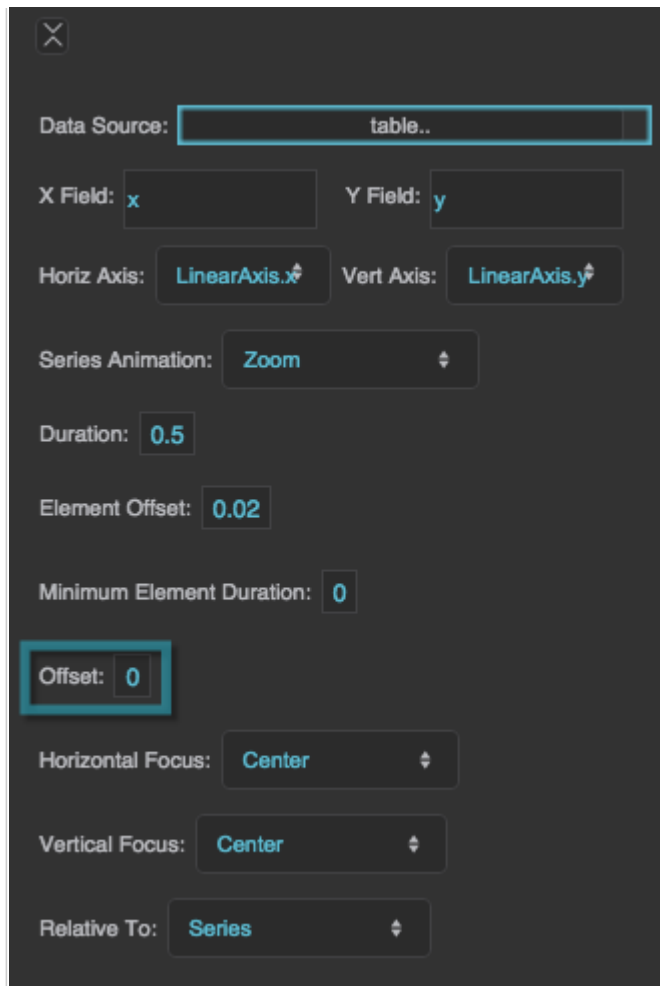 Data Source: table..
X Field: x Y Field: y
Horiz Axis: LinearAxis.x Vert Axis: LinearAxis.y
Series Animation: Zoom
Duration: 0.5
Element Offset: 0.02
Minimum Element Duration: 0
Offset: 0
Horizontal Focus: Center
Vertical Focus: Center
Relative To: Series